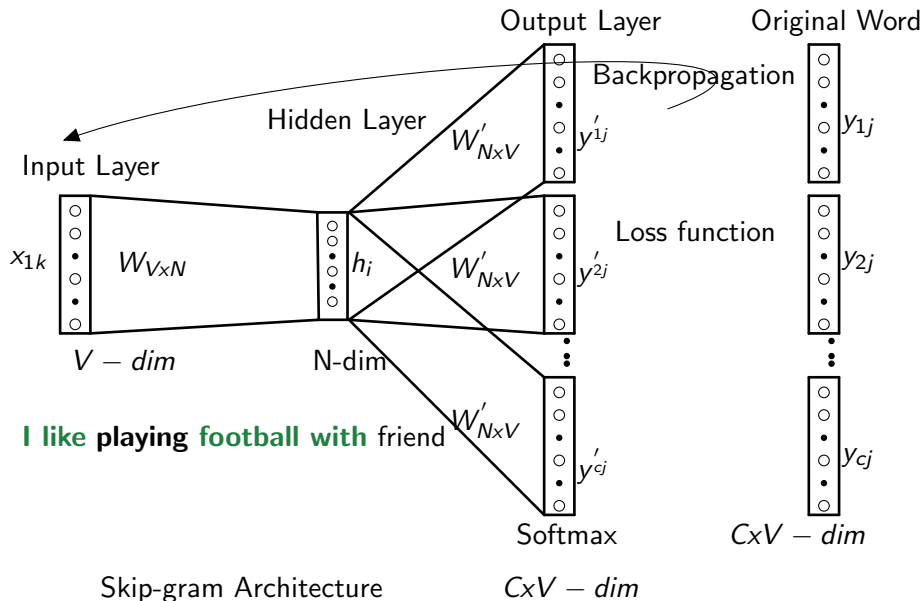 Output Layer
Original Word
Backpropagation
Hidden Layer
W'NxV
y'1j
y1j
Input Layer
x1k
WVxN
hi
W'NxV
y'2j
Loss function
y2j
V − dim
N-dim
I like playing football with friend
W'NxV
y'cj
ycj
Softmax
CxV − dim
Skip-gram Architecture
CxV − dim